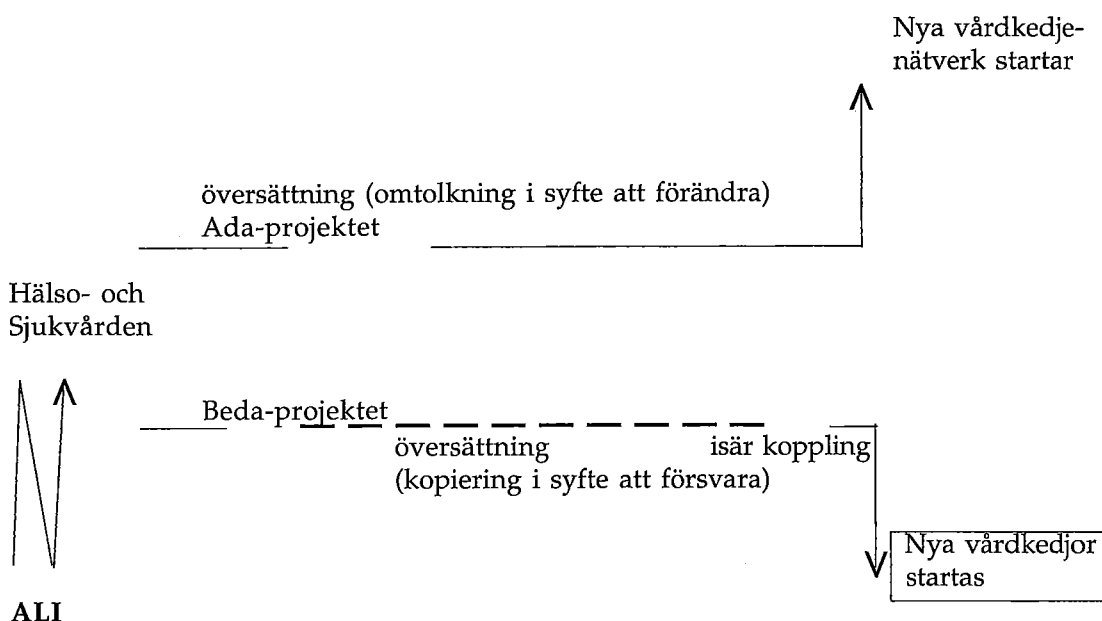 Nya vårdkedje-
nätverk startar
översättning (omtolkning i syfte att förändra)
Ada-projektet
Hälso- och
Sjukvården
Beda-projektet
översättning
isär koppling
(kopiering i syfte att försvara)
Nya vårdkedjor
startas
ALI